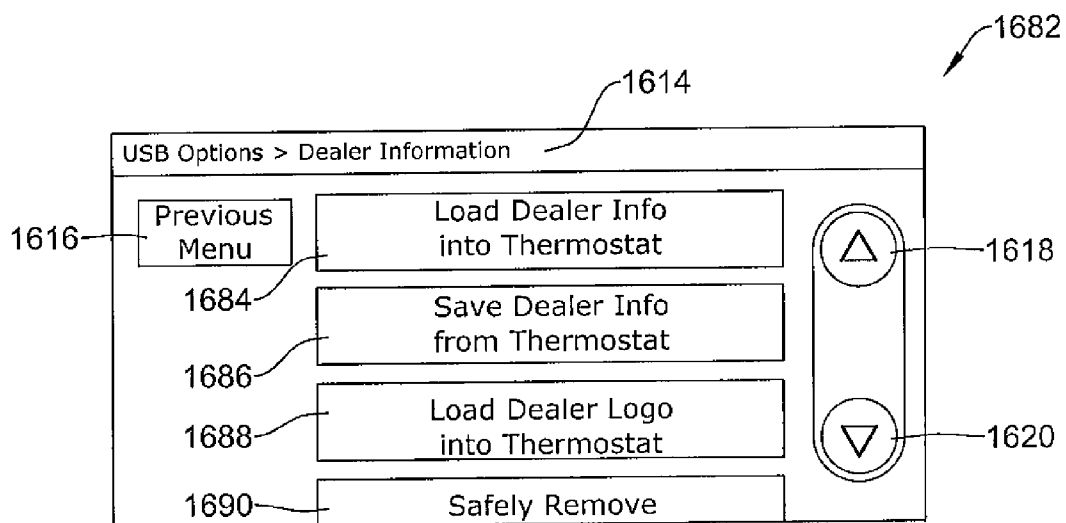 1682
1614
USB Options > Dealer Information
Previous
Menu
1616
Load Dealer Info
into Thermostat
1618
1684
Save Dealer Info
from Thermostat
1686
Load Dealer Logo
into Thermostat
1688
1620
1690
Safely Remove